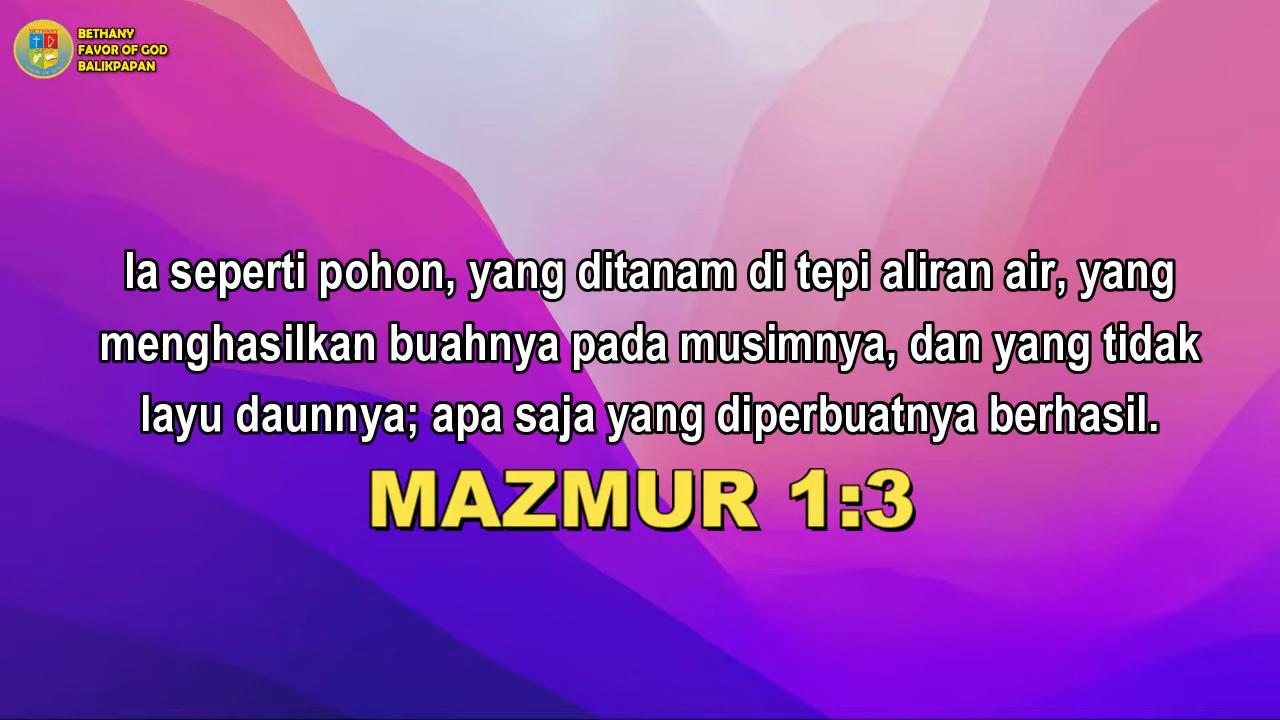 BETHANY
FAVOR OF GOD
BALIKPAPAN
Ia seperti pohon, yang ditanam di tepi aliran air, yang
menghasilkan buahnya pada musimnya, dan yang tidak
layu daunnya; apa saja yang diperbuatnya berhasil.
MAZMUR 1:3